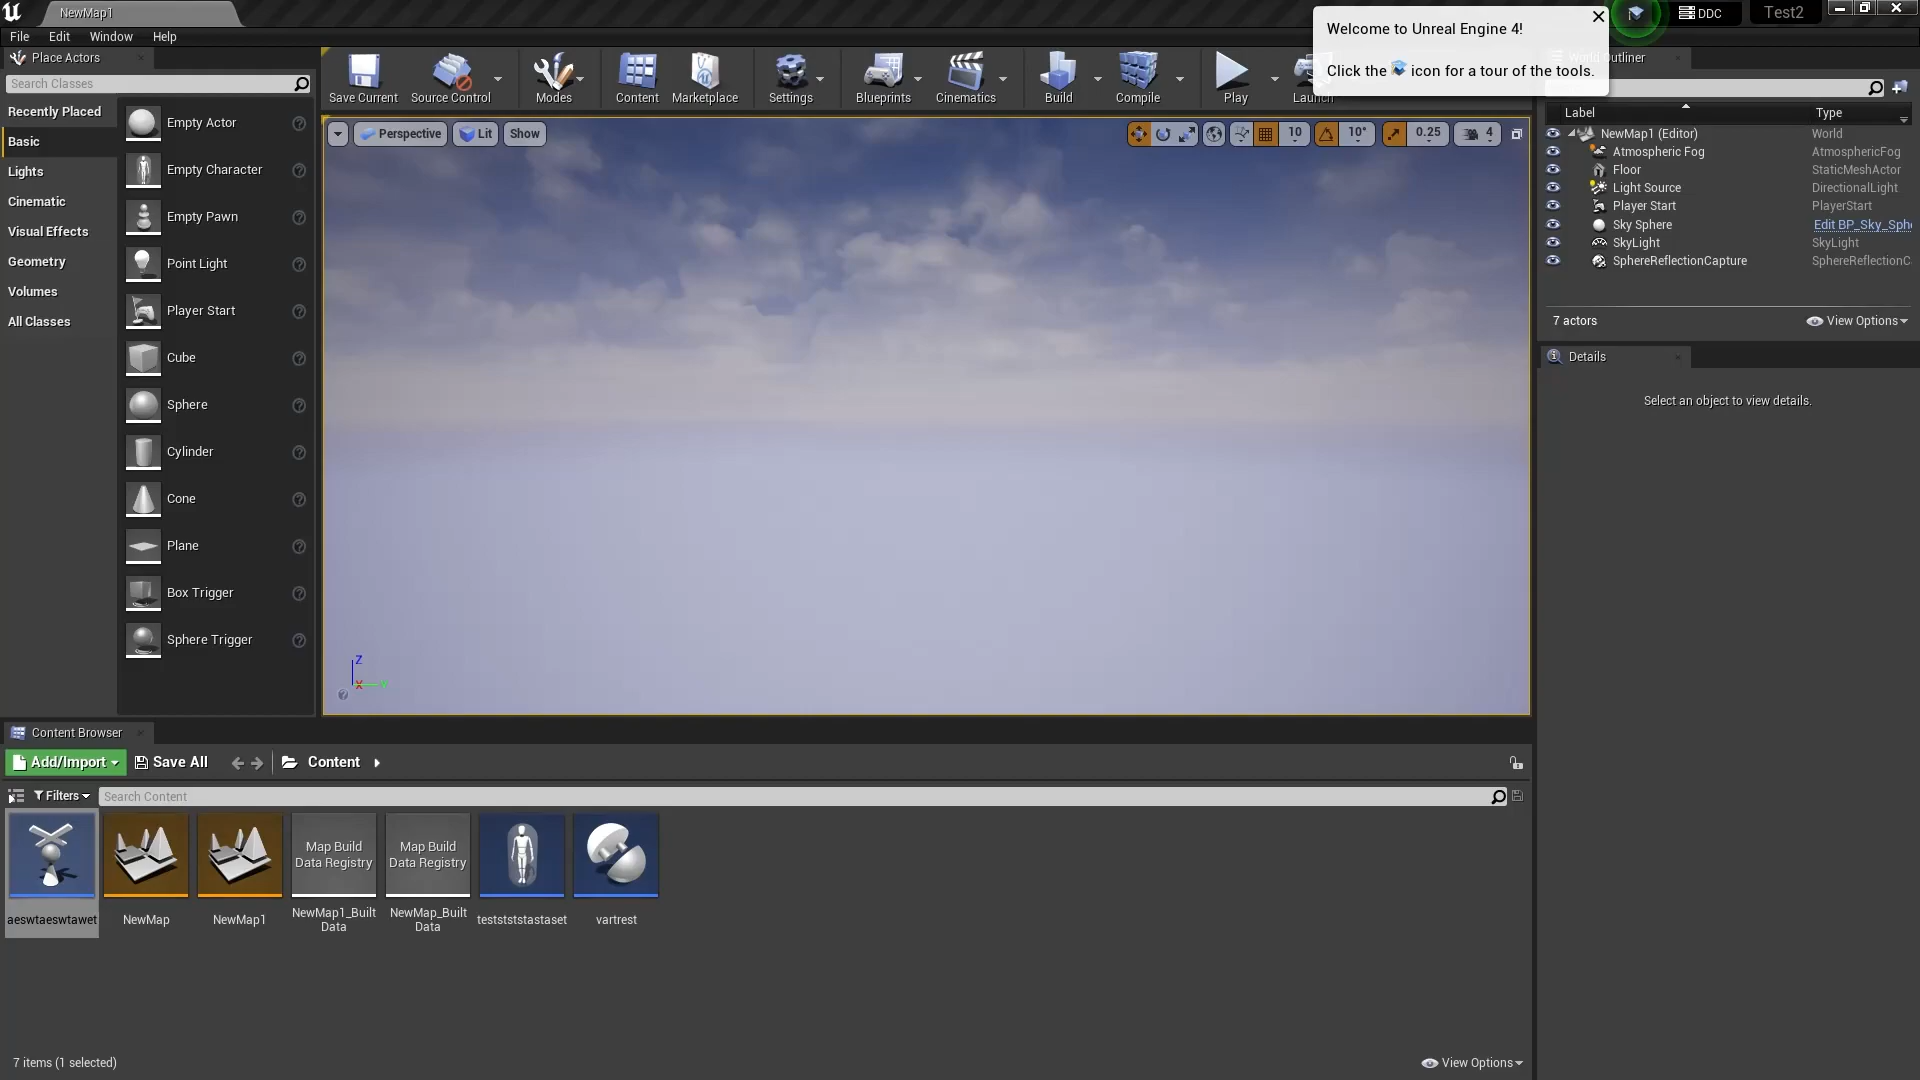 NewMap1
DDC
Test2
File Edit Window Help
Welcome to Unreal Engine 4!
Click the icon for a tour of the tools.
Place Actors
Search Classes
Recently Placed
Basic
Lights
Cinematic
Visual Effects
Geometry
Volumes
All Classes
Empty Actor
Empty Character
Empty Pawn
Point Light
Player Start
Cube
Sphere
Cylinder
Cone
Plane
Box Trigger
Sphere Trigger
Save Current
Source Control
Modes
Content
Marketplace
Settings
Blueprints
Cinematics
Build
Compile
Play
Launch
Perspective Lit Show
10 10° 0.25 4
Z
X
Outliner
Label Type
NewMap1 (Editor) World
Atmospheric Fog AtmosphericFog
Floor StaticMeshActor
Light Source DirectionalLight
Player Start PlayerStart
Sky Sphere Edit BP_Sky_Sph
SkyLight SkyLight
SphereReflectionCapture SphereReflectionC
7 actors View Options
Details
Select an object to view details.
Content Browser
Add/Import Save All Content
Filters Search Content
Map Build
Data Registry
Map Build
Data Registry
aeswtaeswtawet
NewMap
NewMap1
NewMap1_Built
Data
NewMap_Built
Data
vartrest
7 items (1 selected) View Options